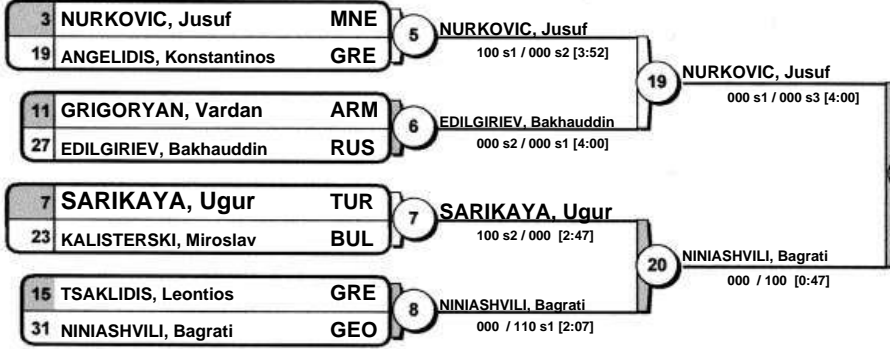 3 NURKOVIC, Jusuf MNE
19 ANGELIDIS, Konstantinos GRE
5
NURKOVIC, Jusuf
100 s1 / 000 s2 [3:52]
11 GRIGORYAN, Vardan ARM
27 EDILGIRIEV, Bakhauddin RUS
6
EDILGIRIEV, Bakhauddin
000 s2 / 000 s1 [4:00]
19
NURKOVIC, Jusuf
000 s1 / 000 s3 [4:00]
7 SARIKAYA, Ugur TUR
23 KALISTERSKI, Miroslav BUL
7
SARIKAYA, Ugur
100 s2 / 000 [2:47]
15 TSAKLIDIS, Leontios GRE
31 NINIASHVILI, Bagrati GEO
8
NINIASHVILI, Bagrati
000 / 110 s1 [2:07]
20
NINIASHVILI, Bagrati
000 / 100 [0:47]